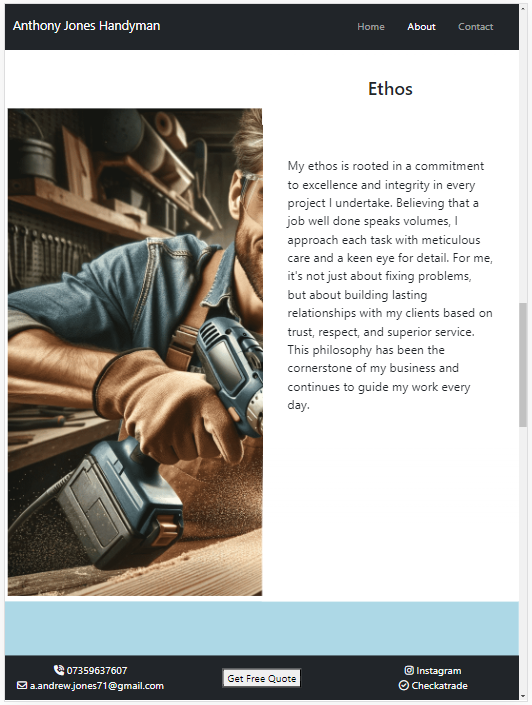 Anthony Jones Handyman
Home About Contact
Ethos
My ethos is rooted in a commitment
to excellence and integrity in every
project I undertake. Believing that a
job well done speaks volumes, I
approach each task with meticulous
care and a keen eye for detail. For me,
it's not just about fixing problems,
but about building lasting
relationships with my clients based on
trust, respect, and superior service.
This philosophy has been the
cornerstone of my business and
continues to guide my work every
day.
07359637607
a.andrew.jones71@gmail.com
Get Free Quote
Instagram
Checkatrade